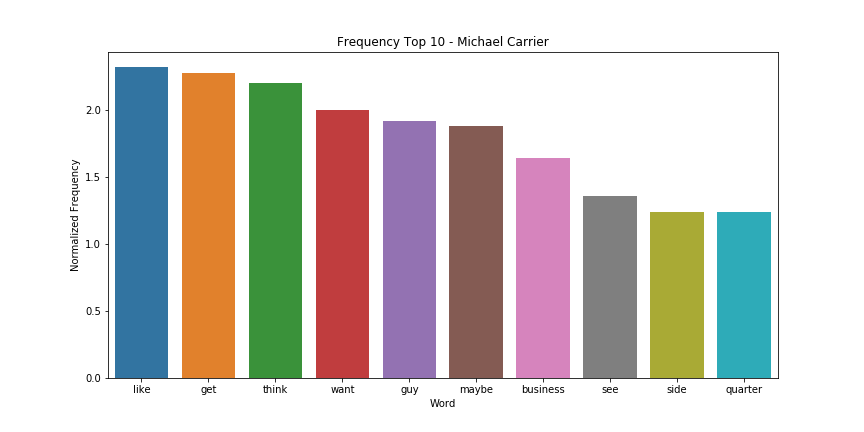 Frequency Top 10 - Michael Carrier
Normalized Frequency
2.0
1.5
1.0
0.5
0.0
like get think want guy maybe business see side quarter
Word